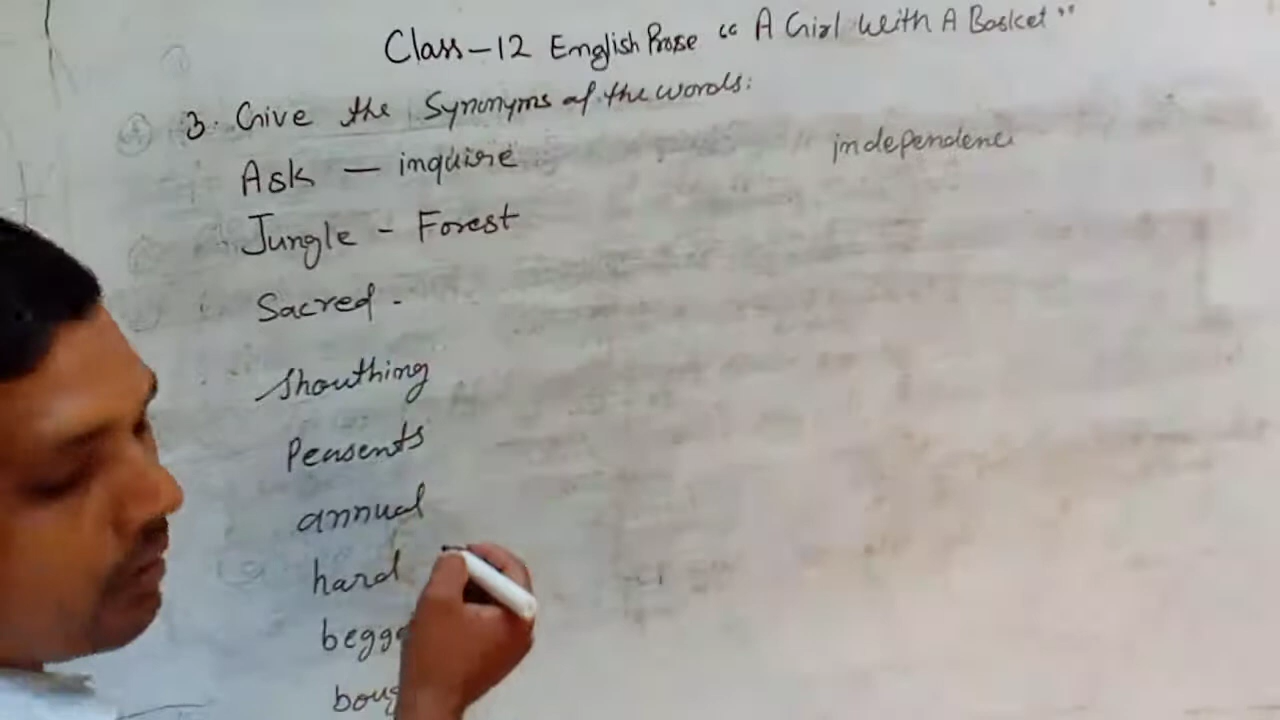 Class-12 English Prose "A Girl With A Basket"
3. Give the Synonyms of the words:
Ask — inquire
independence
Jungle - Forest
Sacred -
Shouthing
Peasents
annual
hard